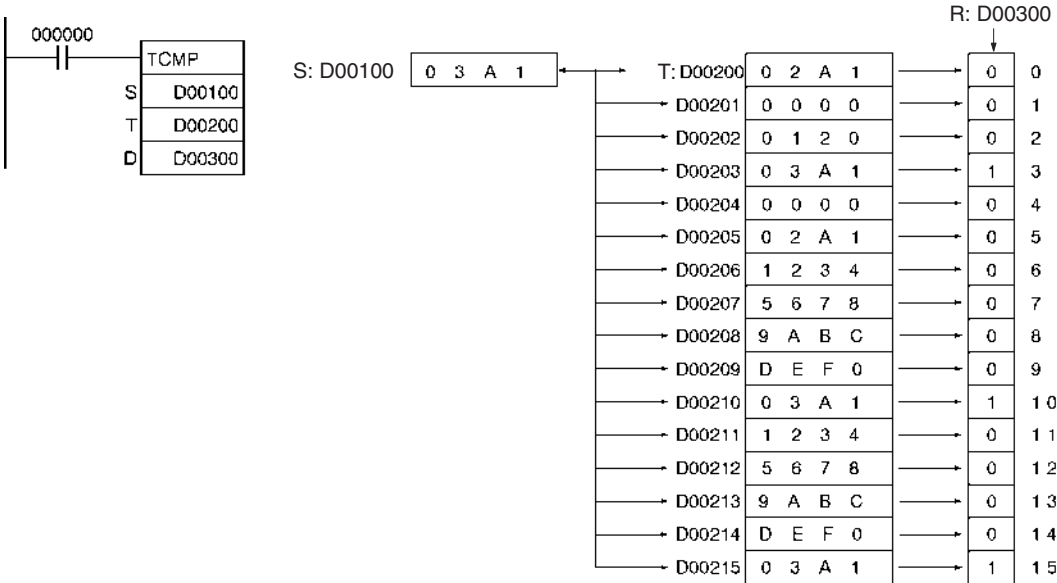 R: D00300
000000
TCMP
S D00100
T D00200
D D00300
S: D00100 0 3 A 1
T: D00200 0 2 A 1 0 0
D00201 0 0 0 0 0 1
D00202 0 1 2 0 0 2
D00203 0 3 A 1 1 3
D00204 0 0 0 0 0 4
D00205 0 2 A 1 0 5
D00206 1 2 3 4 0 6
D00207 5 6 7 8 0 7
D00208 9 A B C 0 8
D00209 D E F 0 0 9
D00210 0 3 A 1 1 10
D00211 1 2 3 4 0 11
D00212 5 6 7 8 0 12
D00213 9 A B C 0 13
D00214 D E F 0 0 14
D00215 0 3 A 1 1 15